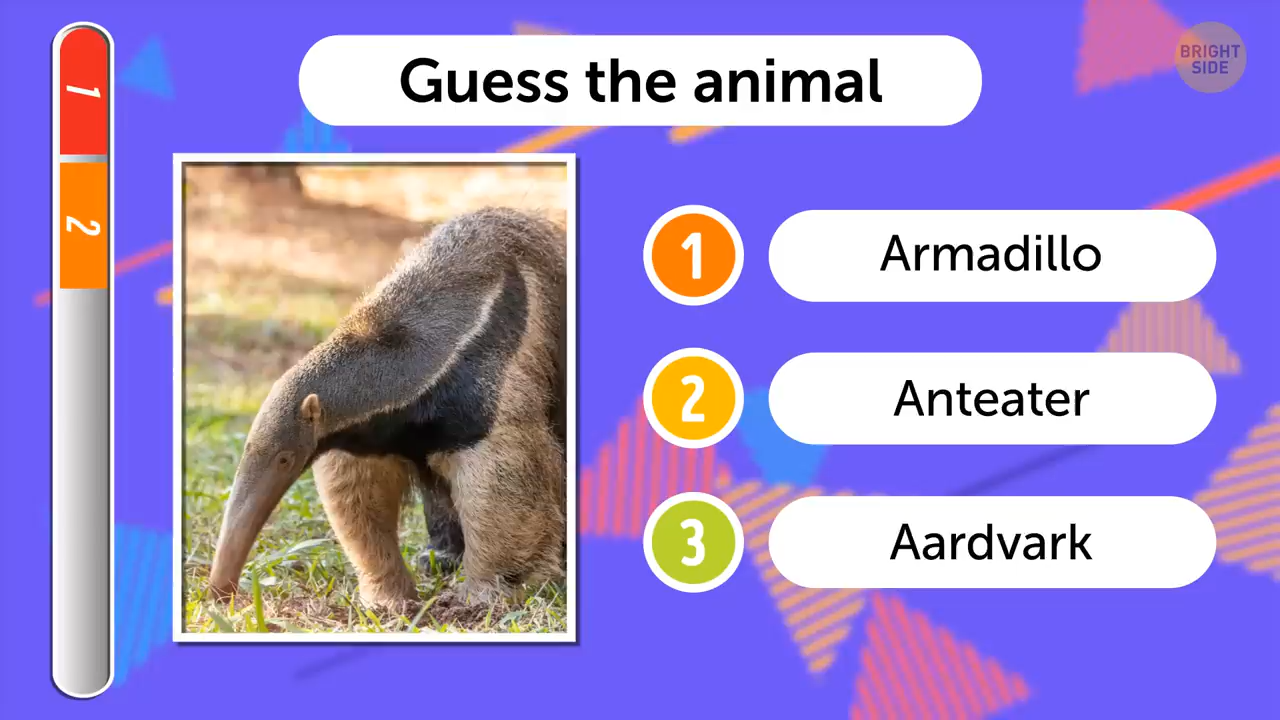 Guess the animal
BRIGHT
SIDE
1
2
1
Armadillo
2
Anteater
3
Aardvark